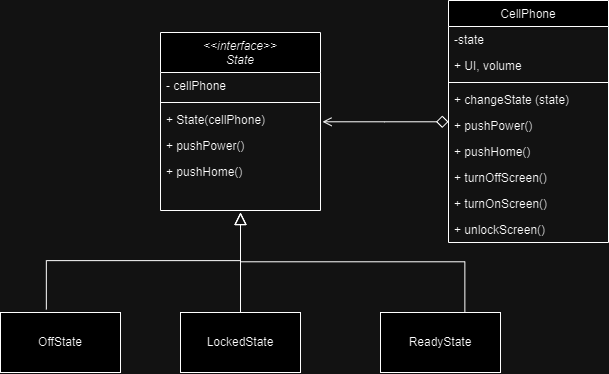 <<interface>>
State
- cellPhone
+ State(cellPhone)
+ pushPower()
+ pushHome()
CellPhone
-state
+ UI, volume
+ changeState (state)
+ pushPower()
+ pushHome()
+ turnOffScreen()
+ turnOnScreen()
+ unlockScreen()
OffState
LockedState
ReadyState